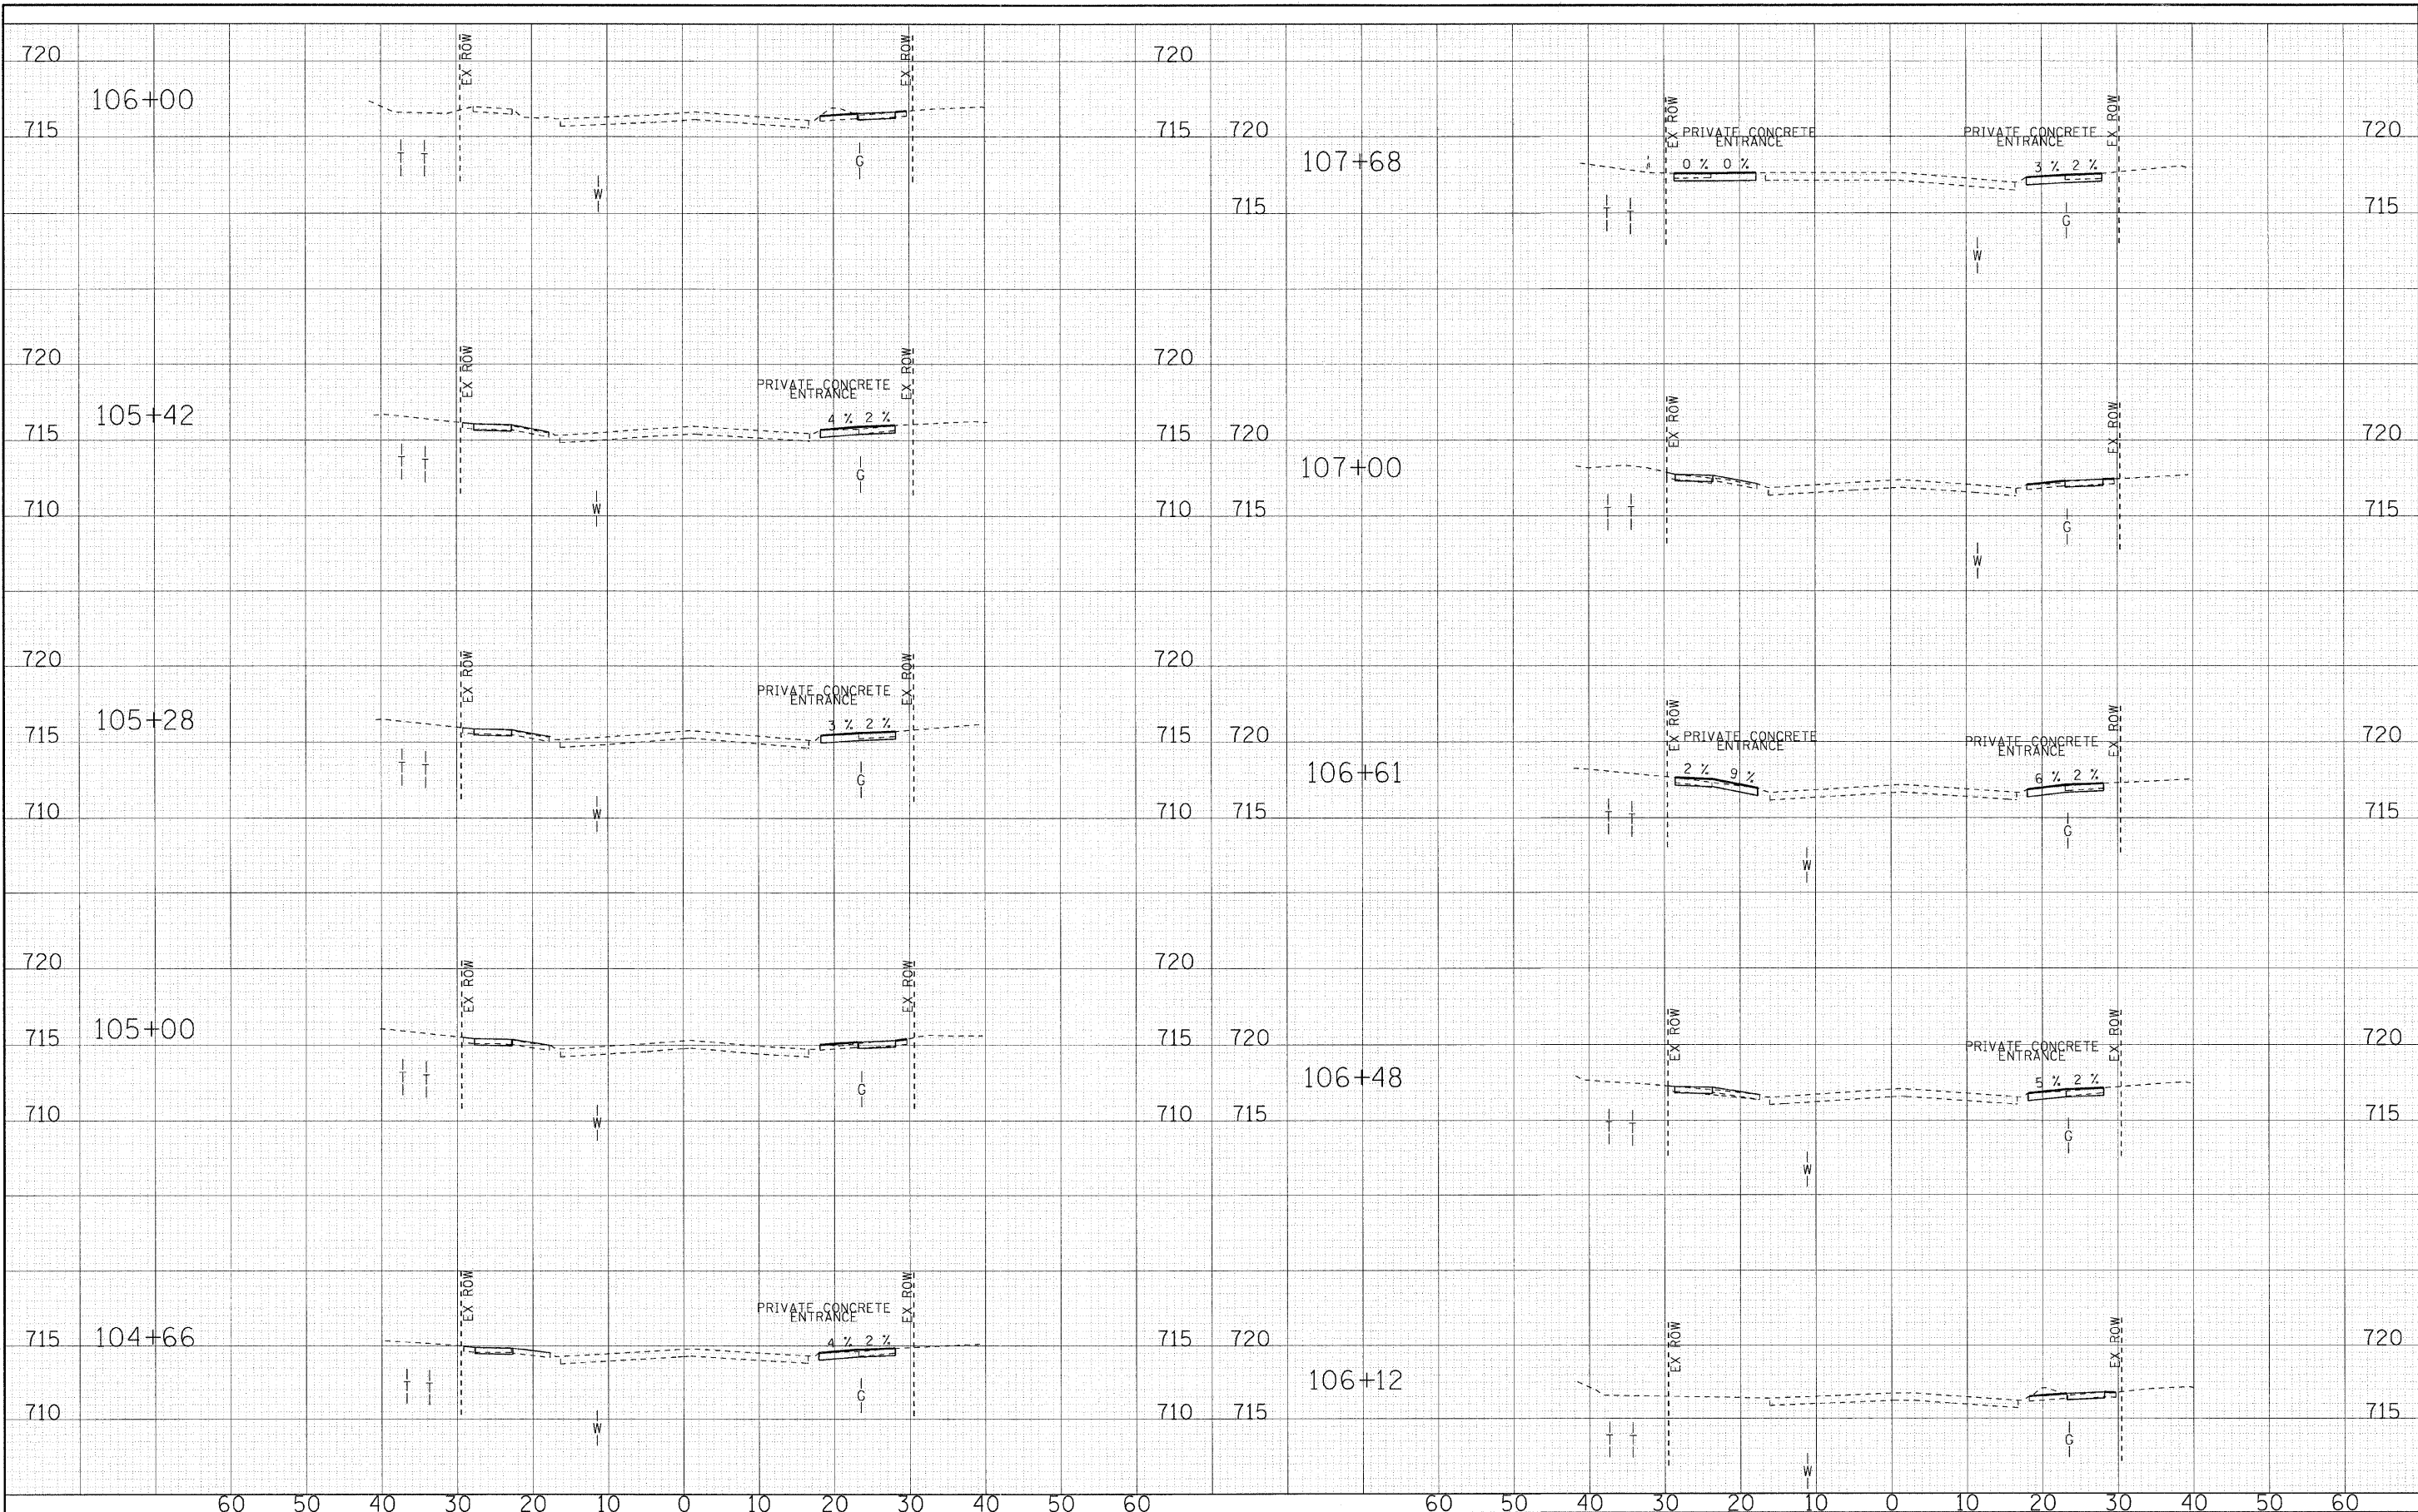 720 EX ROW EX ROW 720
106+00
715 715
T T G
W
720 EX ROW EX ROW 720
PRIVATE CONCRETE
ENTRANCE
105+42 4 % 2 %
715 715
T T G
710 W 710
720 EX ROW EX ROW 720
PRIVATE CONCRETE
ENTRANCE
105+28 3 % 2 %
715 715
T T G
710 W 710
720 EX ROW EX ROW 720
105+00
715 715
T T G
710 W 710
EX ROW EX ROW
PRIVATE CONCRETE
ENTRANCE
715 104+66 4 % 2 % 715
T T G
710 W 710
60 50 40 30 20 10 0 10 20 30 40 50 60
EX ROW EX ROW
720 720
PRIVATE CONCRETE PRIVATE CONCRETE
ENTRANCE ENTRANCE
107+68 0 % 0 % 3 % 2 %
715 715
T T G
W
EX ROW EX ROW
720 720
107+00
715 715
T T G
W
EX ROW EX ROW
720 720
PRIVATE CONCRETE PRIVATE CONCRETE
ENTRANCE ENTRANCE
106+61 2 % 9 % 6 % 2 %
715 715
T T G
W
EX ROW EX ROW
720 720
PRIVATE CONCRETE
ENTRANCE
106+48 5 % 2 %
715 715
T T G
W
EX ROW EX ROW
720 720
106+12
715 715
T T G
W
60 50 40 30 20 10 0 10 20 30 40 50 60